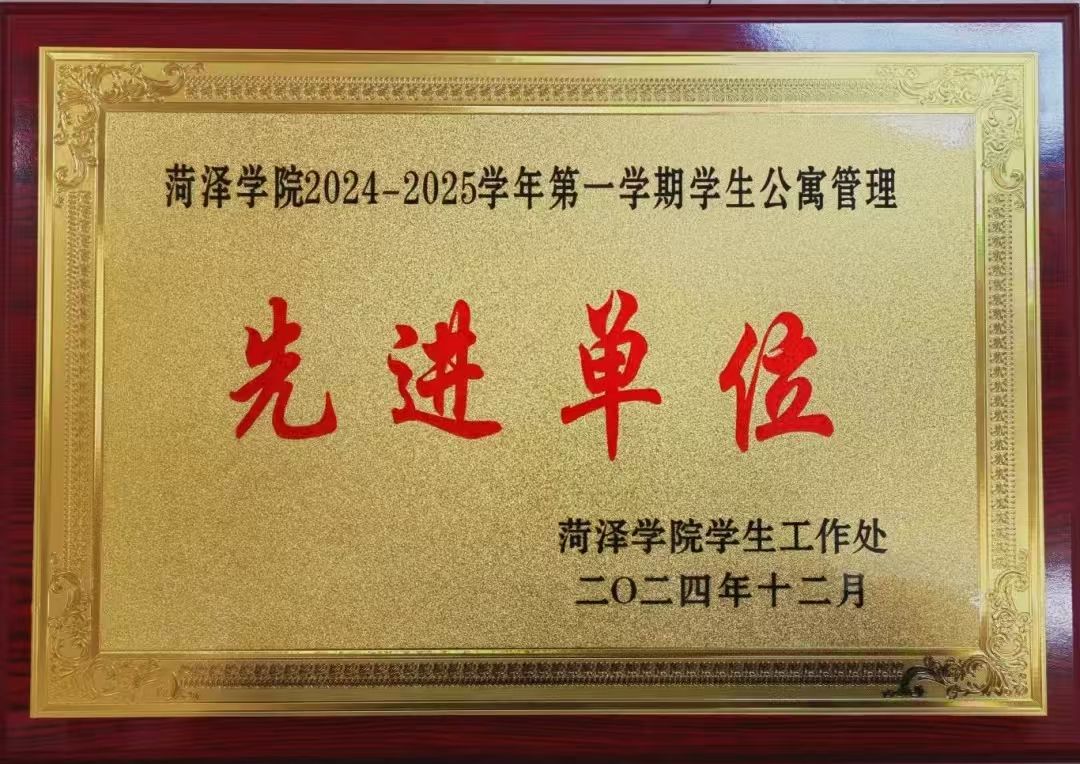 菏泽学院2024-2025学年第一学期学生公寓管理
先进单位
菏泽学院学生工作处
二〇二四年十二月